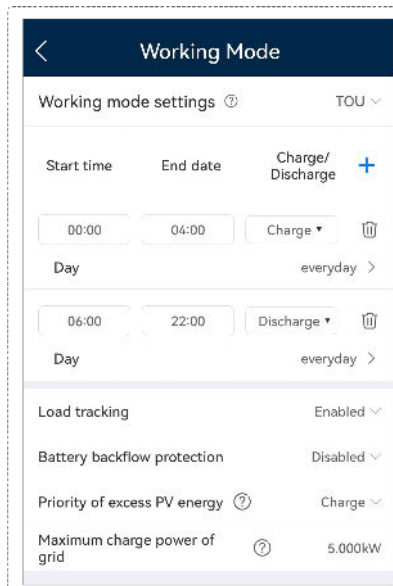 Working Mode
Working mode settings TOU
Start time End date Charge/
Discharge
00:00 04:00 Charge
Day everyday
06:00 22:00 Discharge
Day everyday
Load tracking Enabled
Battery backflow protection Disabled
Priority of excess PV energy Charge
Maximum charge power of
grid 5.000kW